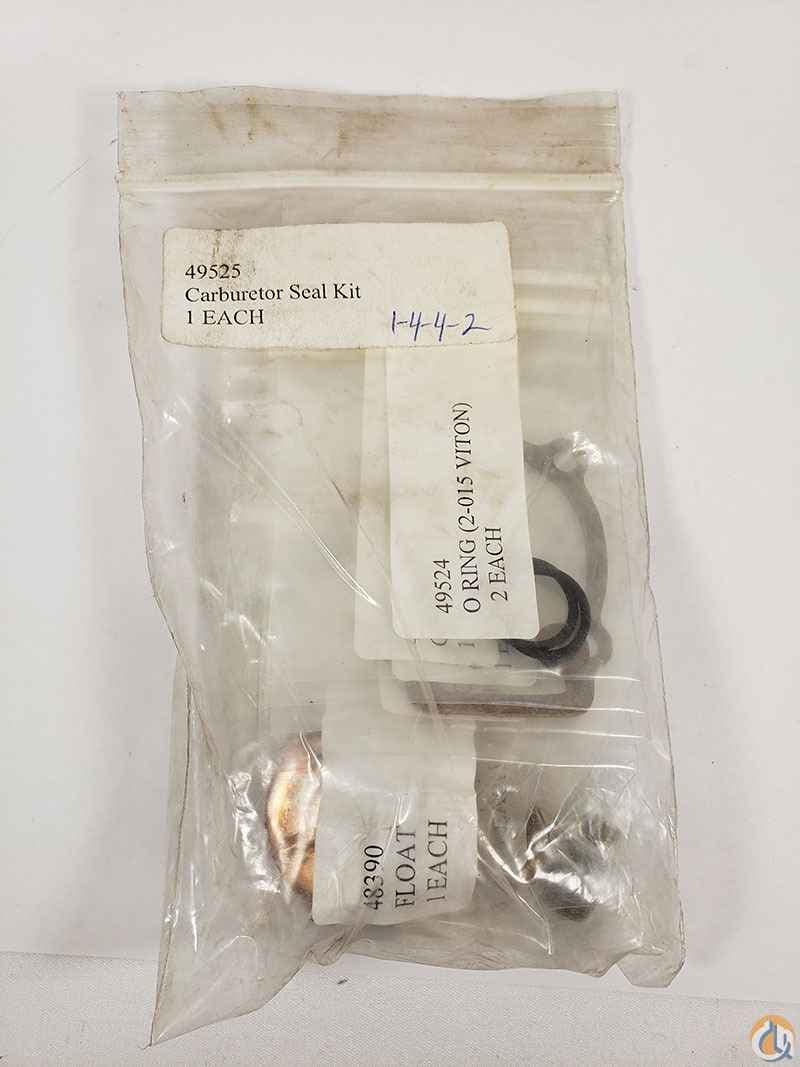 49525
Carburetor Seal Kit
1 EACH
1-4-4-2
49524
O RING (2-015 VITON)
2 EACH
48390
FLOAT
1 EACH